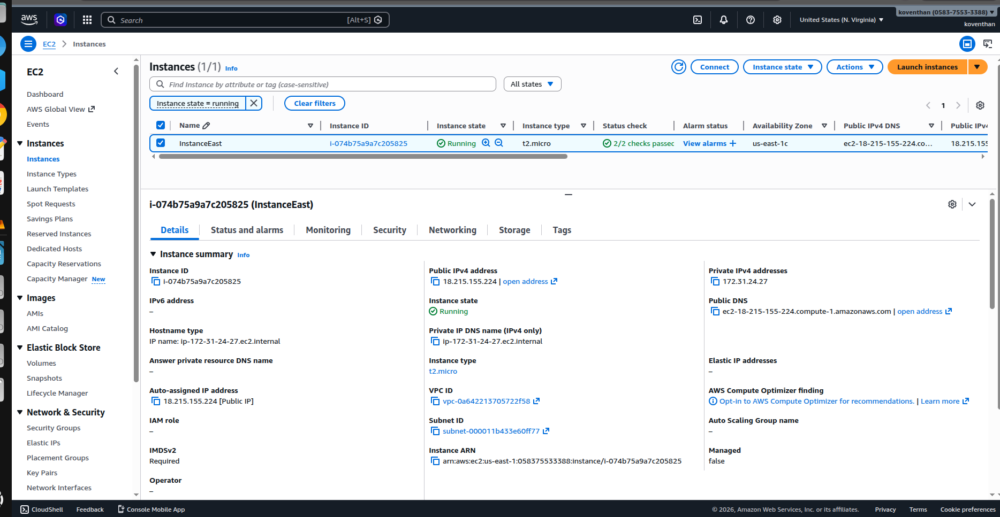 koventhan (0583-7553-3388)
aws
Search
[Alt+S]
United States (N. Virginia)
koventhan
EC2
Instances
EC2
Dashboard
AWS Global View
Events
Instances
Instances
Instance Types
Launch Templates
Spot Requests
Savings Plans
Reserved Instances
Dedicated Hosts
Capacity Reservations
Capacity Manager New
Images
AMIs
AMI Catalog
Elastic Block Store
Volumes
Snapshots
Lifecycle Manager
Network & Security
Security Groups
Elastic IPs
Placement Groups
Key Pairs
Network Interfaces
Instances (1/1) Info
Connect
Instance state
Actions
Launch instances
Find Instance by attribute or tag (case-sensitive)
All states
Instance state = running
Clear filters
1
Name Instance ID Instance state Instance type Status check Alarm status Availability Zone Public IPv4 DNS Public IPv4
InstanceEast i-074b75a9a7c205825 Running t2.micro 2/2 checks passed View alarms + us-east-1c ec2-18-215-155-224.co... 18.215.155
i-074b75a9a7c205825 (InstanceEast)
Details
Status and alarms
Monitoring
Security
Networking
Storage
Tags
Instance summary Info
Instance ID
i-074b75a9a7c205825
Public IPv4 address
18.215.155.224 | open address
Private IPv4 addresses
172.31.24.27
IPv6 address
–
Instance state
Running
Public DNS
ec2-18-215-155-224.compute-1.amazonaws.com | open address
Hostname type
IP name: ip-172-31-24-27.ec2.internal
Private IP DNS name (IPv4 only)
ip-172-31-24-27.ec2.internal
Answer private resource DNS name
–
Instance type
t2.micro
Elastic IP addresses
–
Auto-assigned IP address
18.215.155.224 [Public IP]
VPC ID
vpc-0a642213705722f58
AWS Compute Optimizer finding
Opt-in to AWS Compute Optimizer for recommendations. | Learn more
IAM role
–
Subnet ID
subnet-000011b433e60ff77
Auto Scaling Group name
–
IMDSv2
Required
Instance ARN
arn:aws:ec2:us-east-1:058375533388:instance/i-074b75a9a7c205825
Managed
false
Operator
–
CloudShell
Feedback
Console Mobile App
© 2026, Amazon Web Services, Inc. or its affiliates.
Privacy
Terms
Cookie preferences